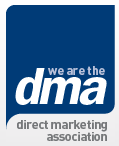 we are the
dma
direct marketing
association